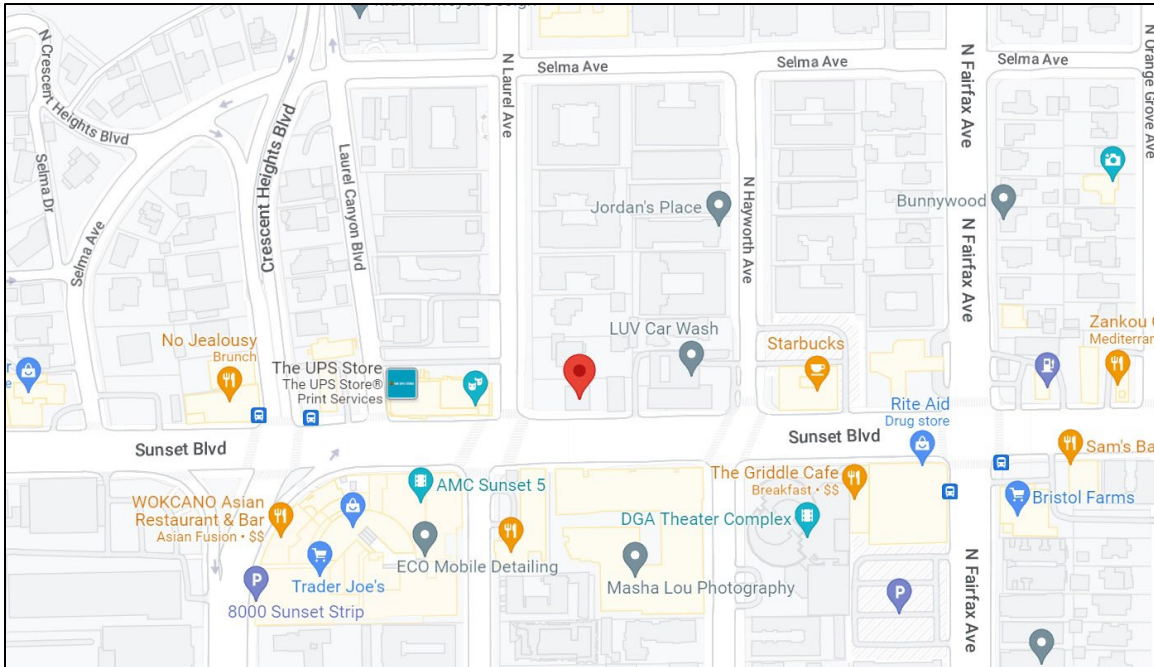 N Crescent Heights Blvd
Selma Dr
Selma Ave
Crescent Heights Blvd
Laurel Canyon Blvd
N Laurel Ave
Selma Ave
Selma Ave
N Fairfax Ave
Selma Ave
N Orange Grove Ave
Jordan's Place
N Hayworth Ave
Bunnywood
N Fairfax Ave
No Jealousy
Brunch
The UPS Store
The UPS Store®
Print Services
LUV Car Wash
Starbucks
Zankou
Mediterran
Rite Aid
Drug store
Sunset Blvd
Sunset Blvd
Sam's Ba
AMC Sunset 5
The Griddle Cafe
Breakfast • $$
WOKCANO Asian
Restaurant & Bar
Asian Fusion • $$
DGA Theater Complex
Bristol Farms
ECO Mobile Detailing
Trader Joe's
Masha Lou Photography
P
8000 Sunset Strip
P
N Fairfax Ave